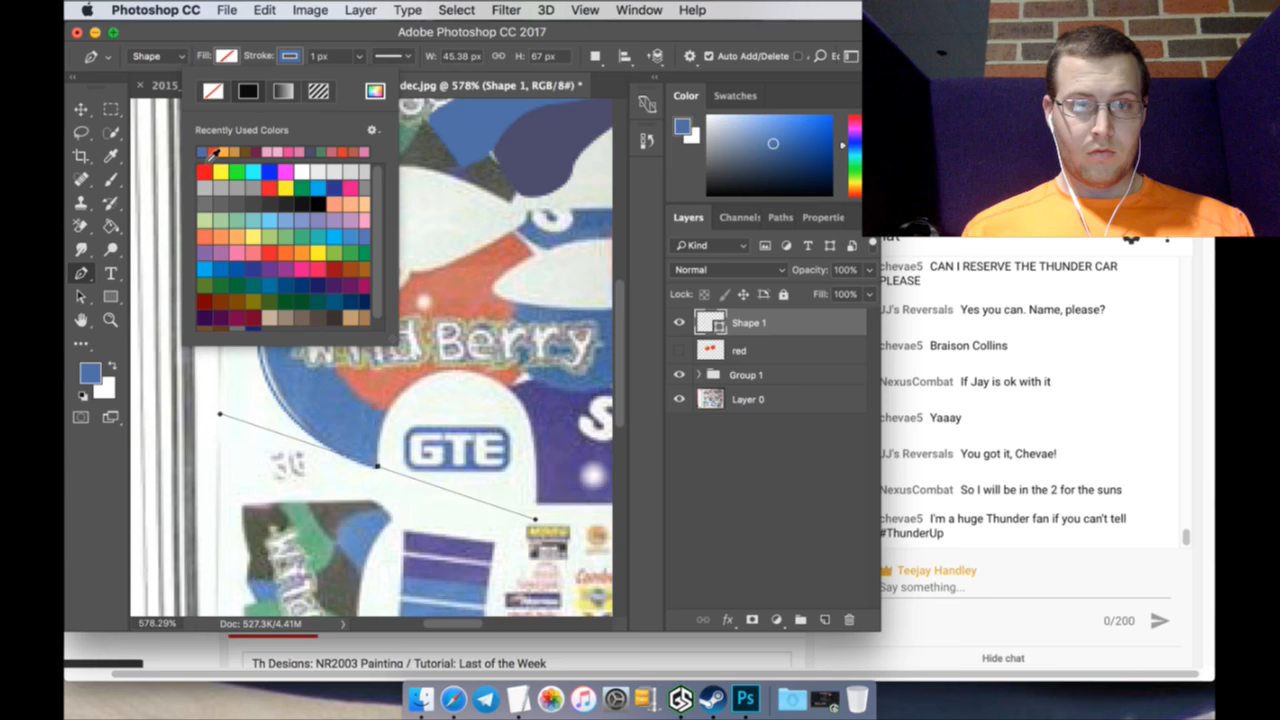 Photoshop CC File Edit Image Layer Type Select Filter 3D View Window Help
Adobe Photoshop CC 2017
Shape Fill: Stroke: 1 px W: 45.38 px H: 67 px Auto Add/Delete
2015_
dec.jpg @ 578% (Shape 1, RGB/8#) *
Recently Used Colors
Color Swatches
Layers Channel Paths Propertie
Kind
Normal Opacity: 100%
Lock: Fill: 100%
Shape 1
red
Group 1
Layer 0
Wild Berry
GTE
S
578.29% Doc: 527.3K/4.41M
chevae5 CAN I RESERVE THE THUNDER CAR
PLEASE
JJ's Reversals Yes you can. Name, please?
chevae5 Braison Collins
NexusCombat If Jay is ok with it
chevae5 Yaaay
JJ's Reversals You got it, Chevae!
NexusCombat So I will be in the 2 for the suns
chevae5 I'm a huge Thunder fan if you can't tell
#ThunderUp
Teejay Handley
Say something...
0/200
Hide chat
Th Designs: NR2003 Painting / Tutorial: Last of the Week
Ps